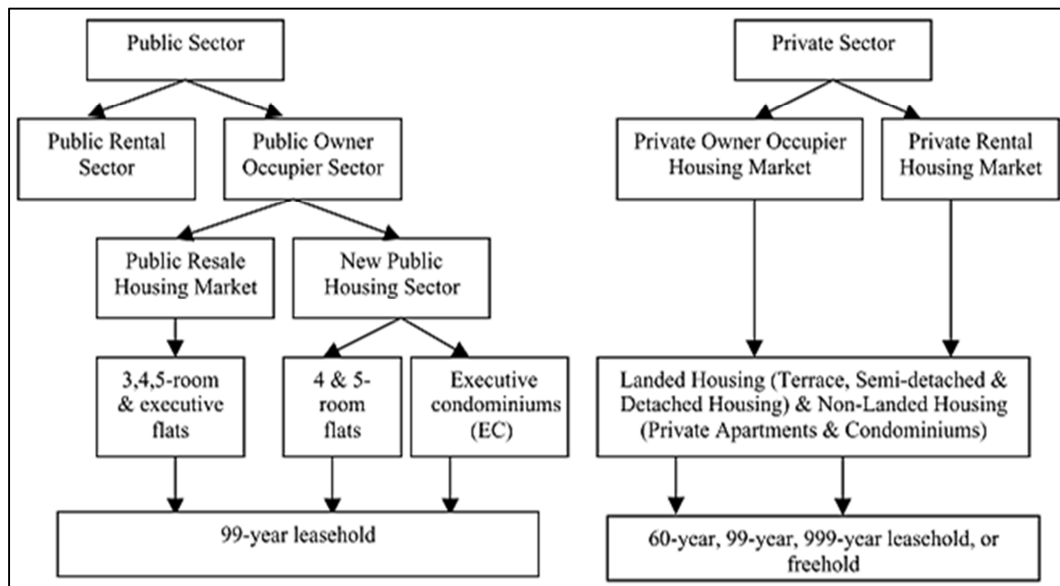 Public Sector
Private Sector
Public Rental
Sector
Public Owner
Occupier Sector
Private Owner Occupier
Housing Market
Private Rental
Housing Market
Public Resale
Housing Market
New Public
Housing Sector
3,4,5-room
& executive
flats
4 & 5-
room
flats
Executive
condominiums
(EC)
Landed Housing (Terrace, Semi-detached &
Detached Housing) & Non-Landed Housing
(Private Apartments & Condominiums)
99-year leasehold
60-year, 99-year, 999-year leasehold, or
freehold